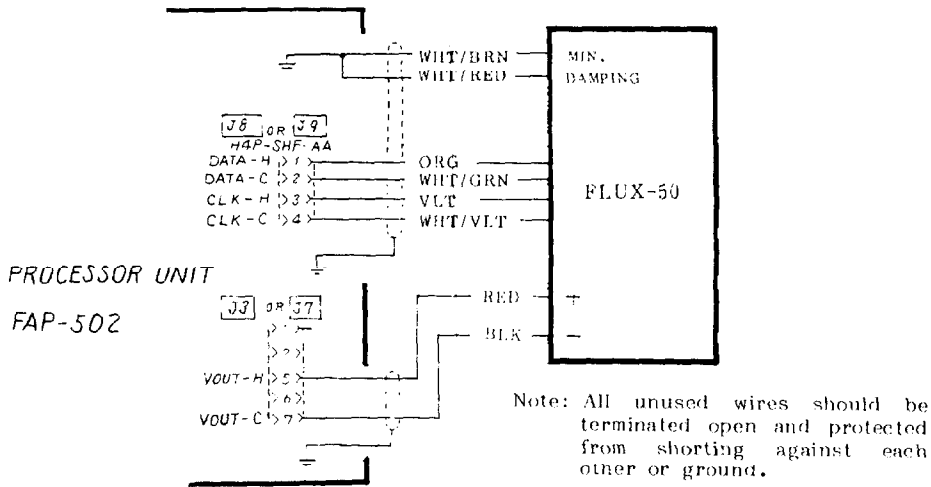 WHT/BRN
WHT/RED
MIN.
DAMPING
J8 OR J9
H4P-SHF-AA
DATA-H 1
DATA-C 2
CLK-H 3
CLK-C 4
ORG
WHT/GRN
VLT
WHT/VLT
FLUX-50
PROCESSOR UNIT
FAP-502
J3 OR J7
VOUT-H 5
6
VOUT-C 7
RED +
BLK −
Note: All unused wires should be
terminated open and protected
from shorting against each
other or ground.